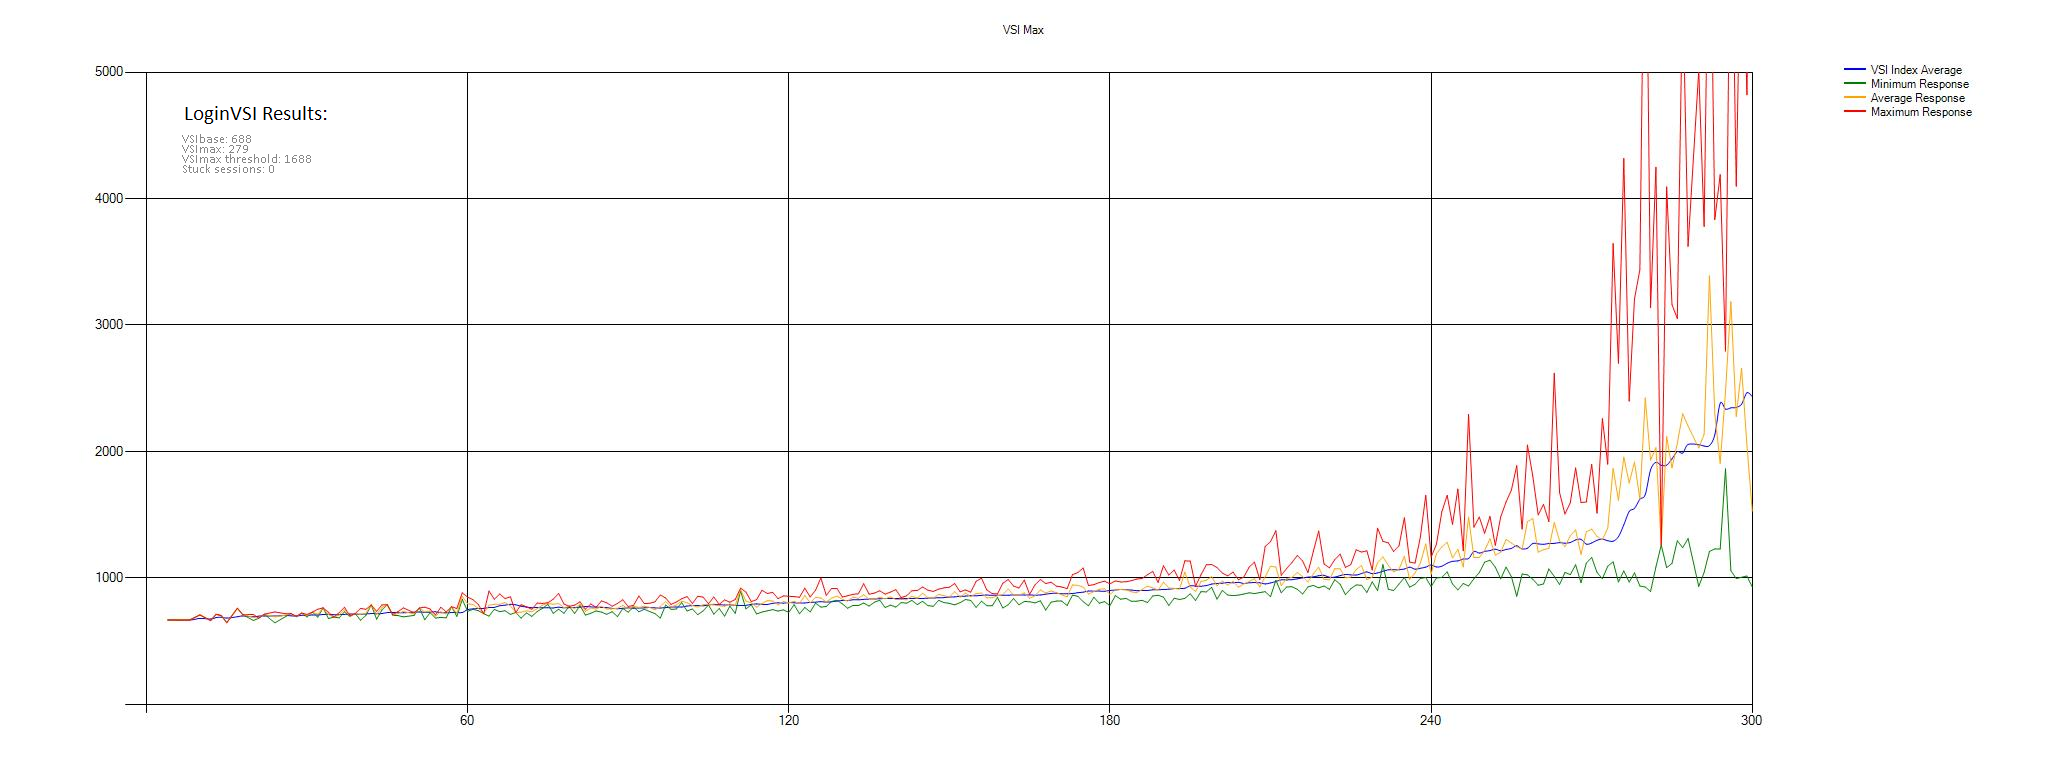 VSI Max
5000
4000
3000
2000
1000
60
120
180
240
300
LoginVSI Results:
VSIbase: 688
VSImax: 279
VSImax threshold: 1688
Stuck sessions: 0
VSI Index Average
Minimum Response
Average Response
Maximum Response